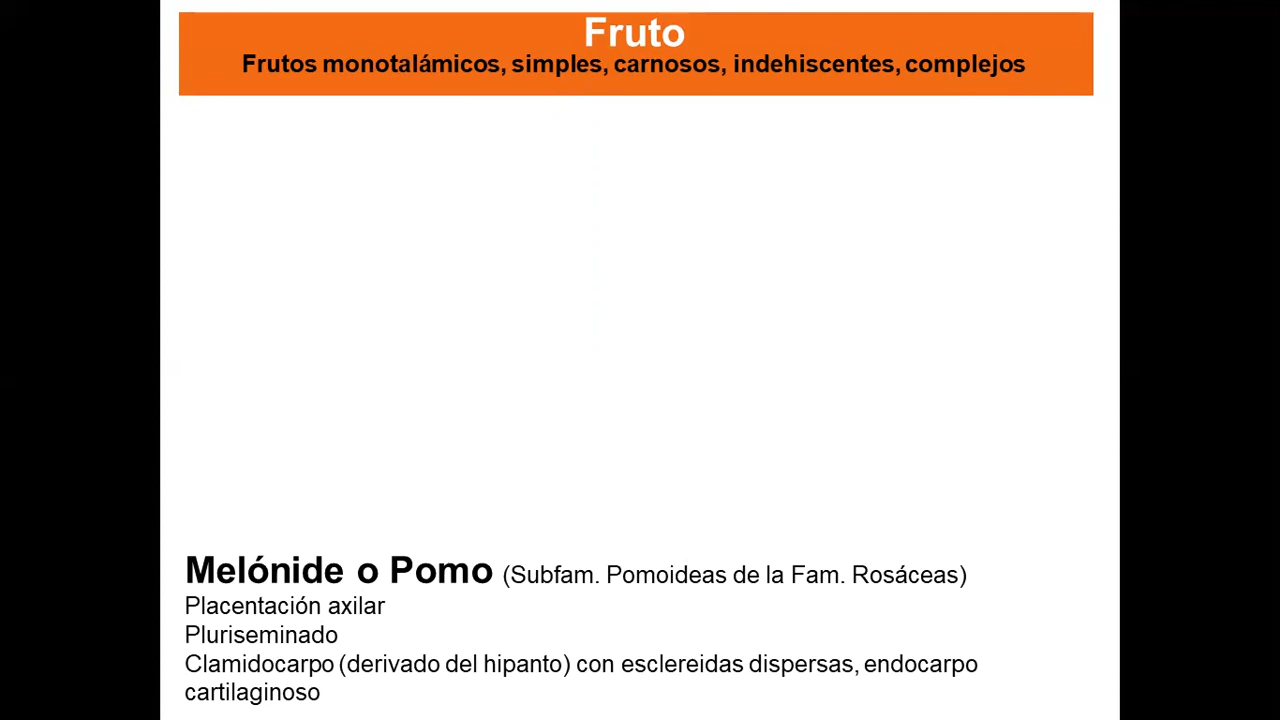 Fruto
Frutos monotalámicos, simples, carnosos, indehiscentes, complejos
Melónide o Pomo (Subfam. Pomoideas de la Fam. Rosáceas)
Placentación axilar
Pluriseminado
Clamidocarpo (derivado del hipanto) con esclereidas dispersas, endocarpo
cartilaginoso